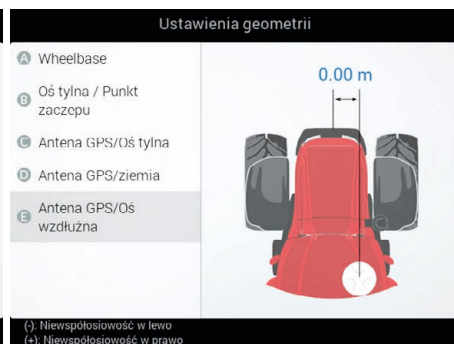 Ustawienia geometrii
A Wheelbase
B Oś tylna / Punkt
zaczepu
C Antena GPS/Oś tylna
D Antena GPS/ziemia
E Antena GPS/Oś
wzdłużna
0.00 m
(-): Niewspółosiowość w lewo
(+): Niewspółosiowość w prawo